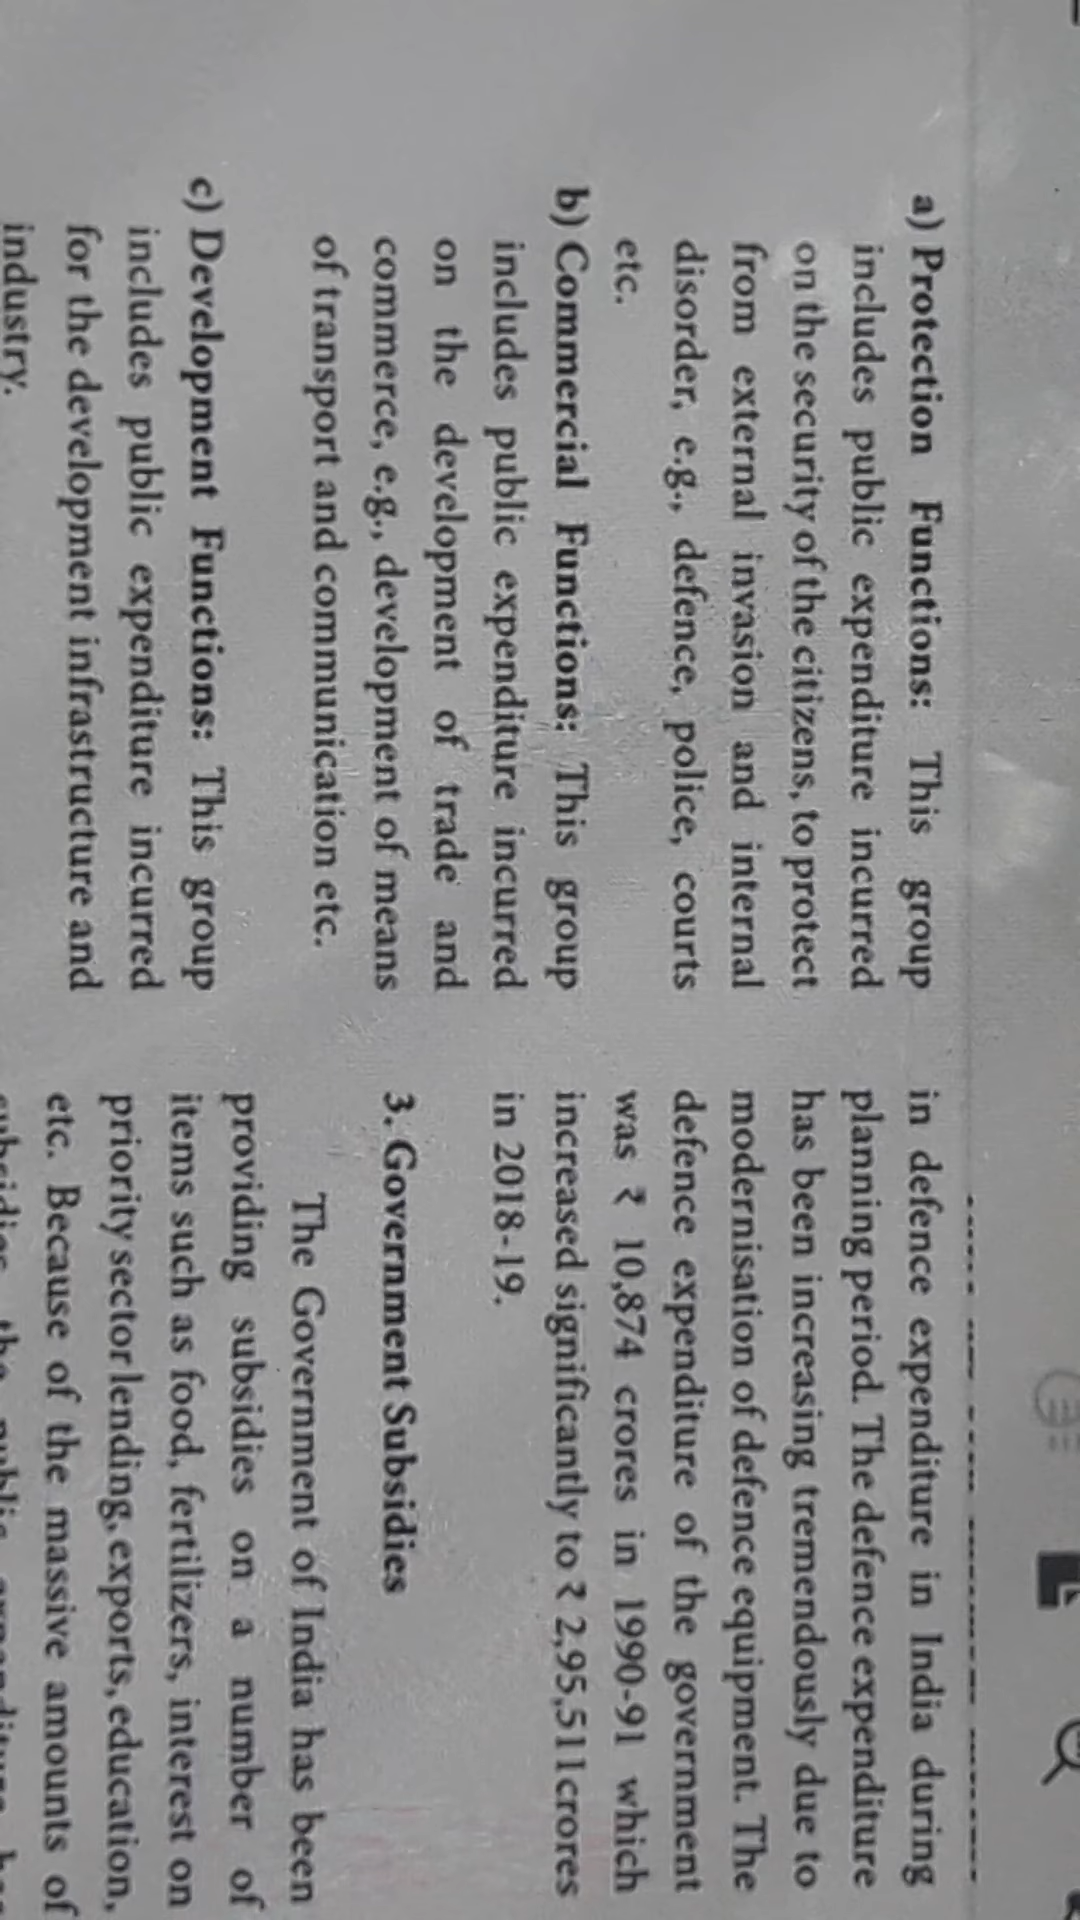 a) Protection Functions: This group
includes public expenditure incurred
on the security of the citizens, to protect
from external invasion and internal
disorder, e.g., defence, police, courts
etc.
b) Commercial Functions: This group
includes public expenditure incurred
on the development of trade and
commerce, e.g., development of means
of transport and communication etc.
c) Development Functions: This group
includes public expenditure incurred
for the development infrastructure and
industry.
in defence expenditure in India during
planning period. The defence expenditure
has been increasing tremendously due to
modernisation of defence equipment. The
defence expenditure of the government
was ₹ 10,874 crores in 1990-91 which
increased significantly to ₹ 2,95,511crores
in 2018-19.
3. Government Subsidies
The Government of India has been
providing subsidies on a number of
items such as food, fertilizers, interest on
priority sector lending, exports, education,
etc. Because of the massive amounts of